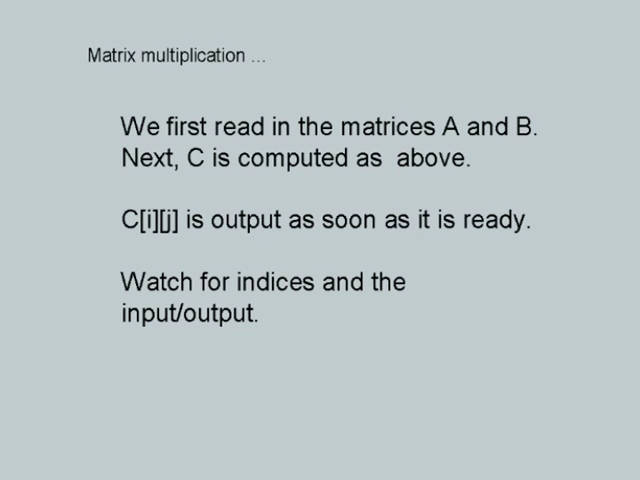 Matrix multiplication ...
We first read in the matrices A and B.
Next, C is computed as  above.
C[i][j] is output as soon as it is ready.
Watch for indices and the
input/output.